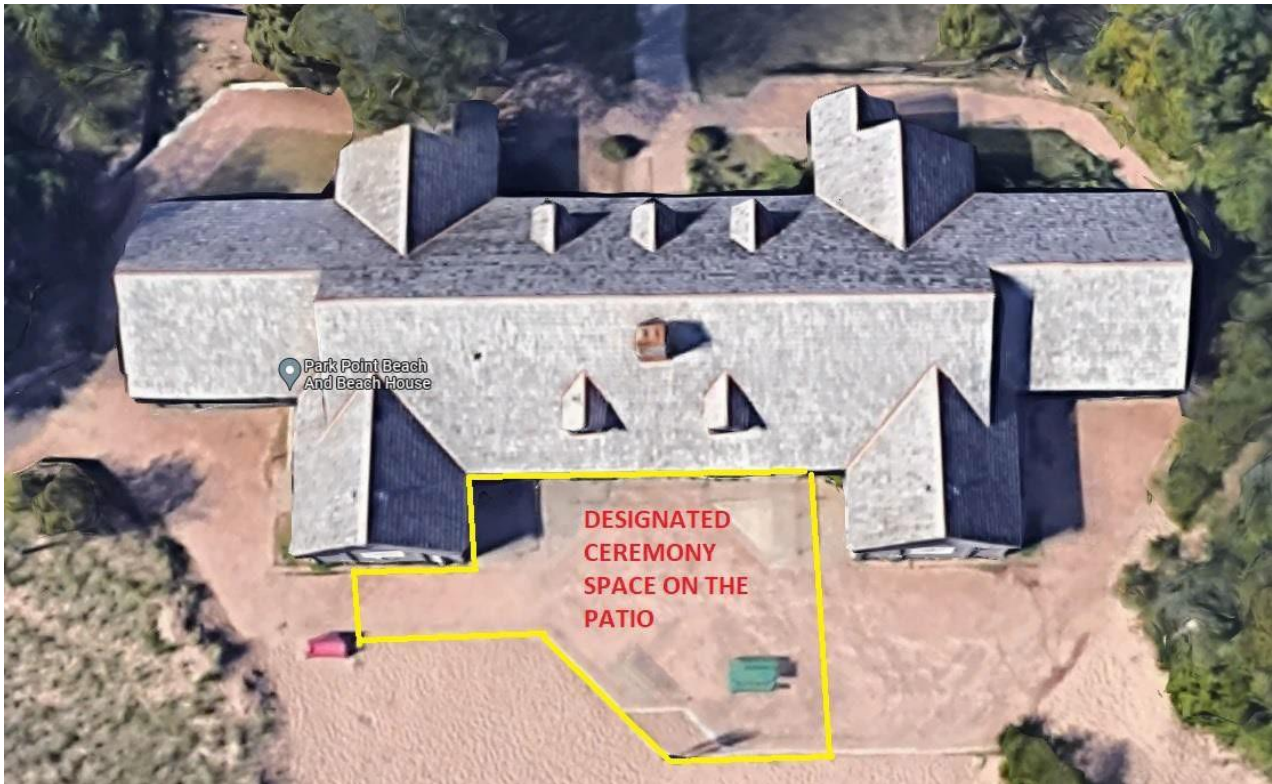 Park Point Beach
And Beach House
DESIGNATED
CEREMONY
SPACE ON THE
PATIO